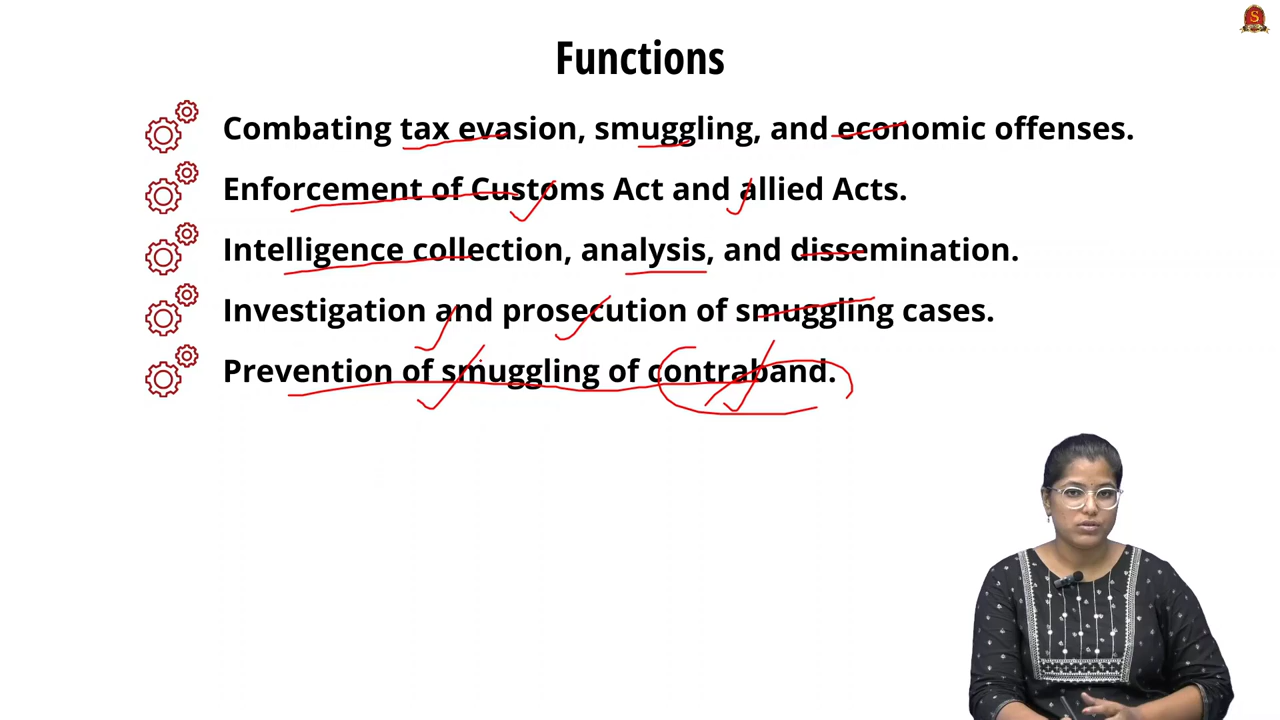 S
Functions
Combating tax evasion, smuggling, and economic offenses.
Enforcement of Customs Act and allied Acts.
Intelligence collection, analysis, and dissemination.
Investigation and prosecution of smuggling cases.
Prevention of smuggling of contraband.